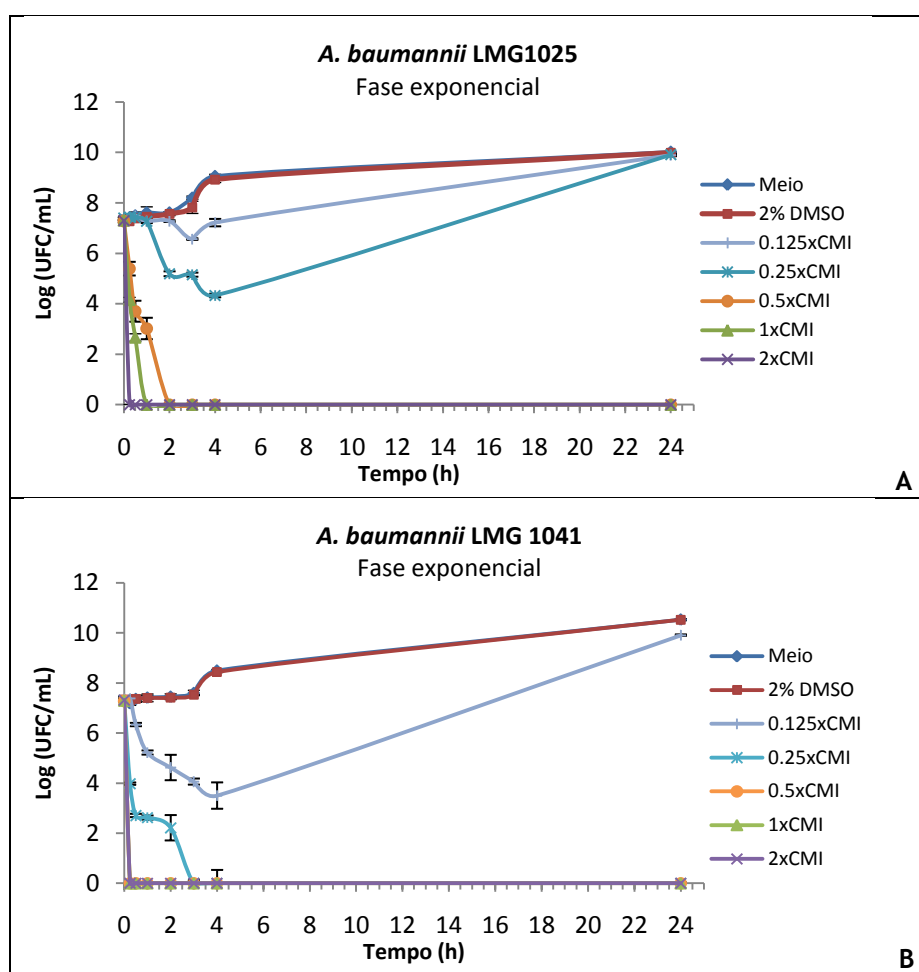 A. baumannii LMG1025
Fase exponencial
12
10
8
6
4
2
0
Log (UFC/mL)
0 2 4 6 8 10 12 14 16 18 20 22 24
Tempo (h)
Meio
2% DMSO
0.125xCMI
0.25xCMI
0.5xCMI
1xCMI
2xCMI
A
A. baumannii LMG 1041
Fase exponencial
12
10
8
6
4
2
0
Log (UFC/mL)
0 2 4 6 8 10 12 14 16 18 20 22 24
Tempo (h)
Meio
2% DMSO
0.125xCMI
0.25xCMI
0.5xCMI
1xCMI
2xCMI
B